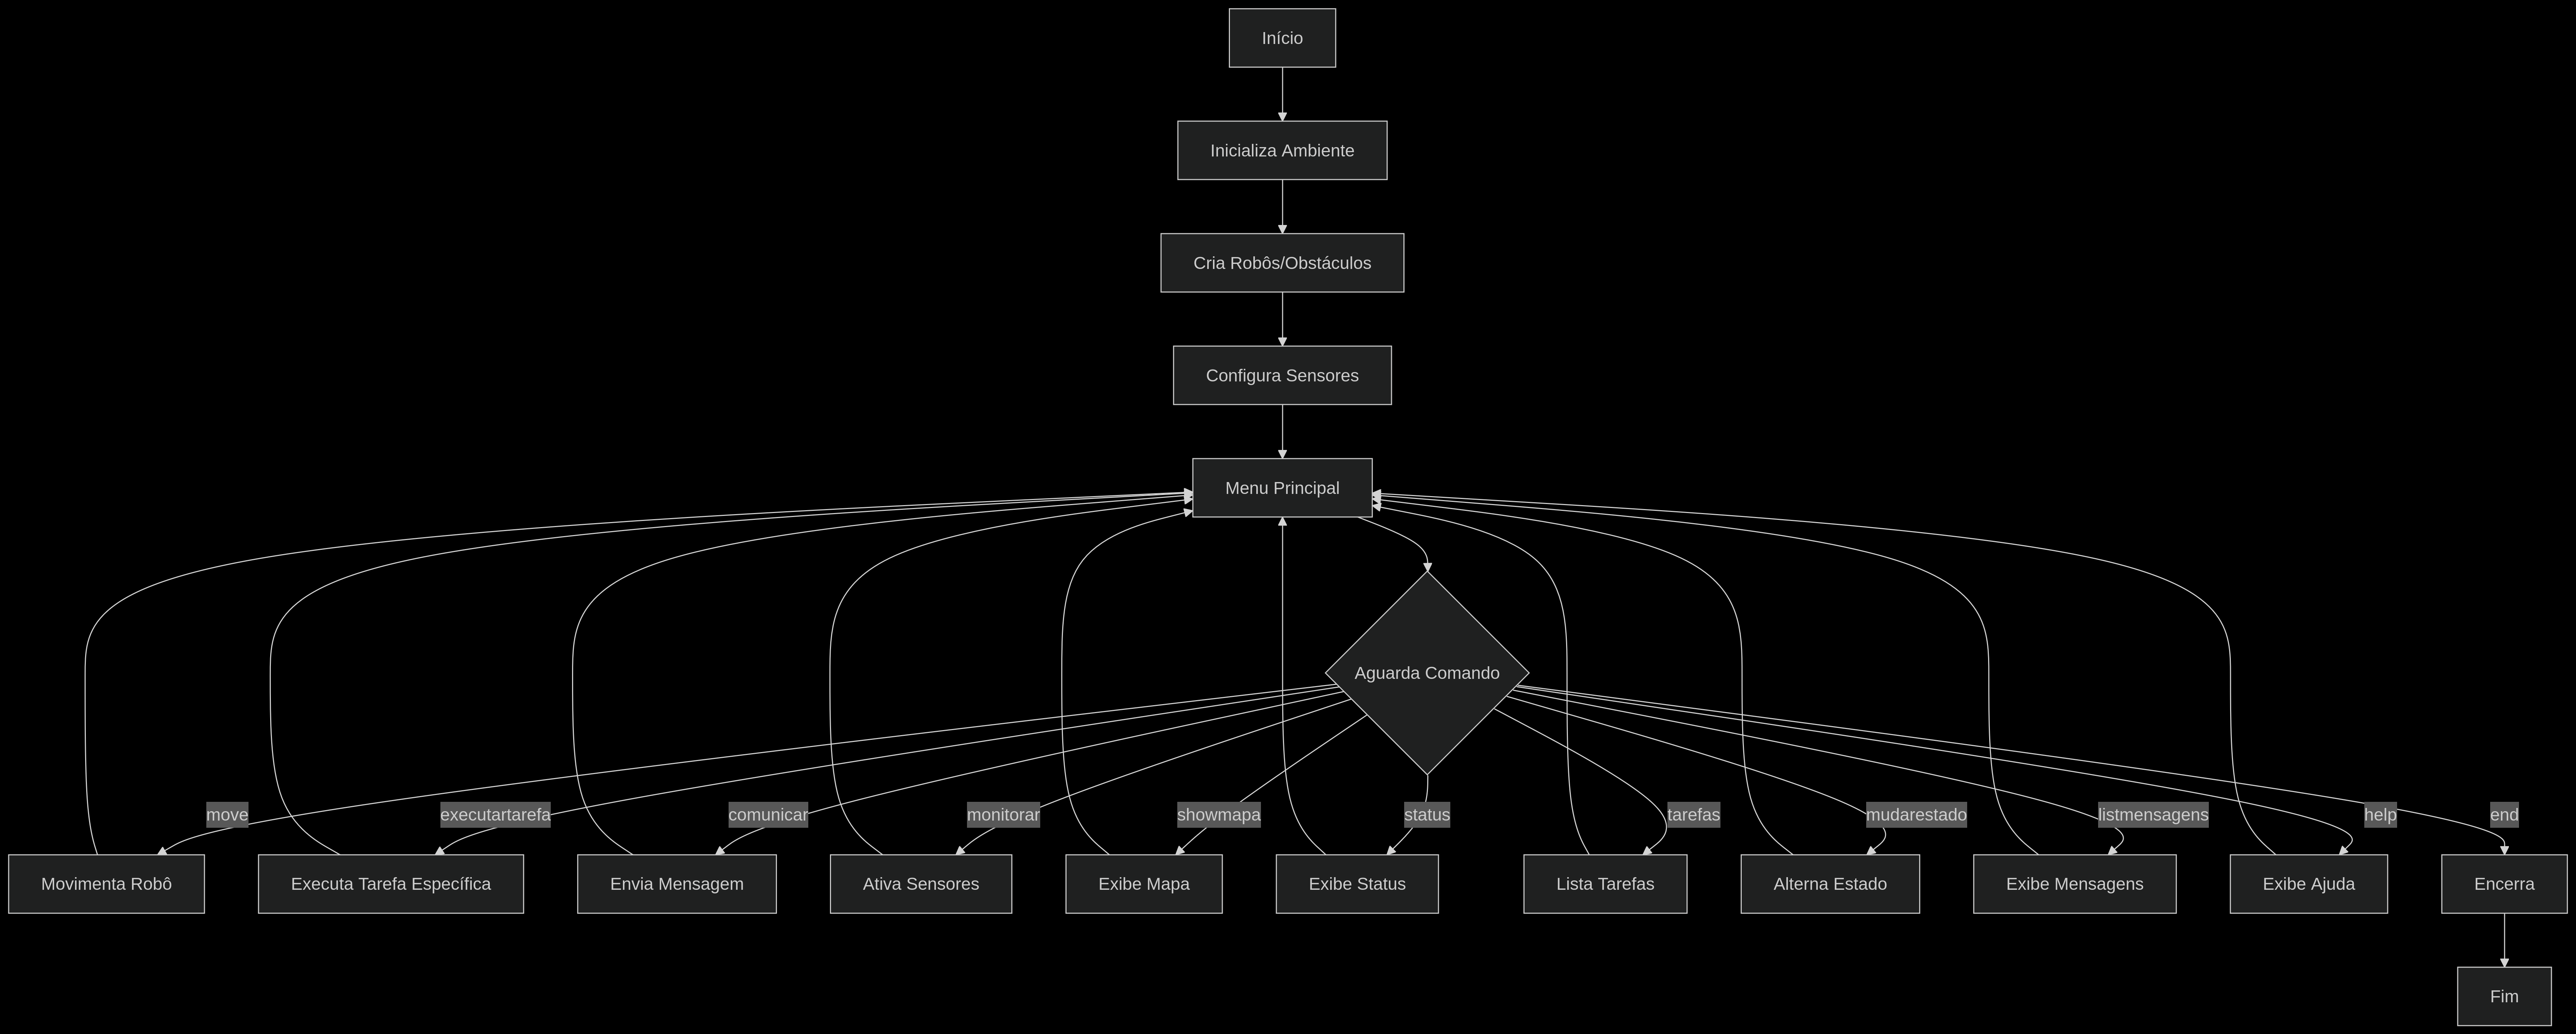 Início
Inicializa Ambiente
Cria Robôs/Obstáculos
Configura Sensores
Menu Principal
Aguarda Comando
move
executartarefa
comunicar
monitorar
showmapa
status
tarefas
mudarestado
listmensagens
help
end
Movimenta Robô
Executa Tarefa Específica
Envia Mensagem
Ativa Sensores
Exibe Mapa
Exibe Status
Lista Tarefas
Alterna Estado
Exibe Mensagens
Exibe Ajuda
Encerra
Fim